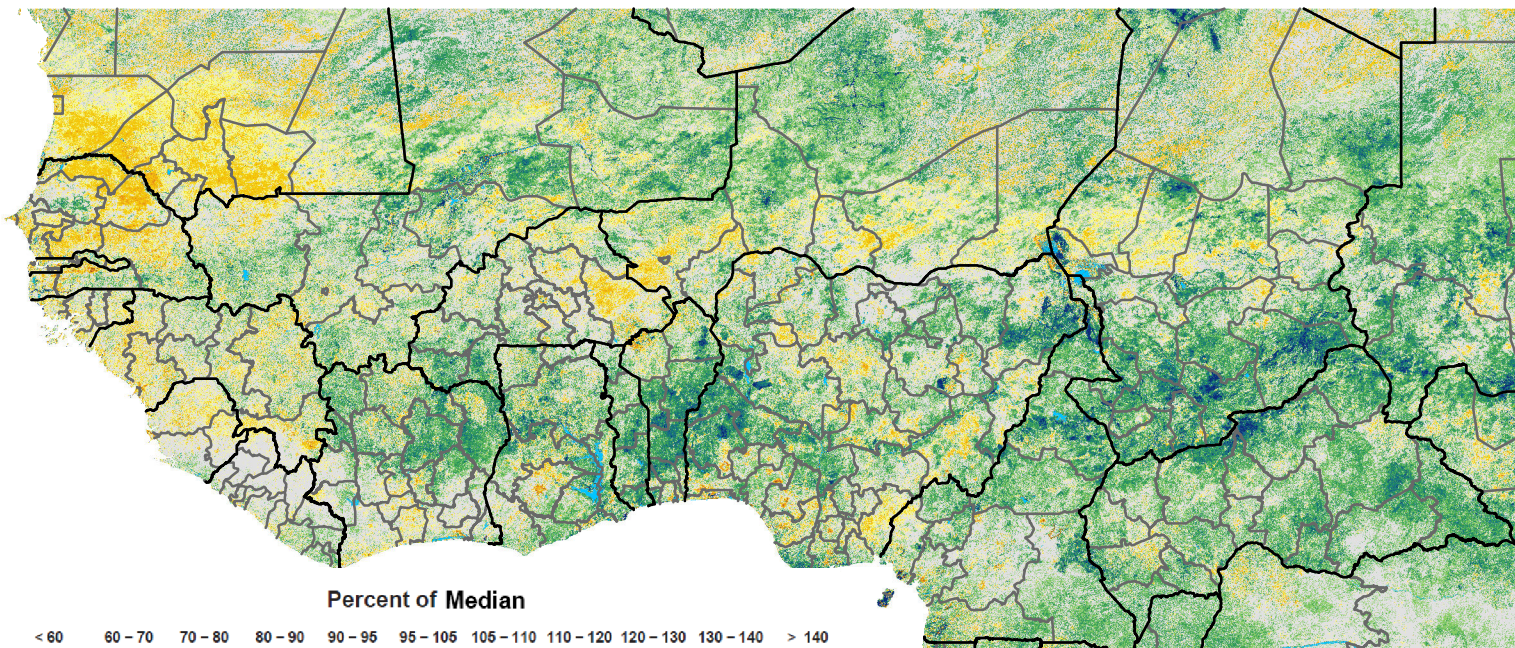 Percent of Median
< 60 60 – 70 70 – 80 80 – 90 90 – 95 95 – 105 105 – 110 110 – 120 120 – 130 130 – 140 > 140